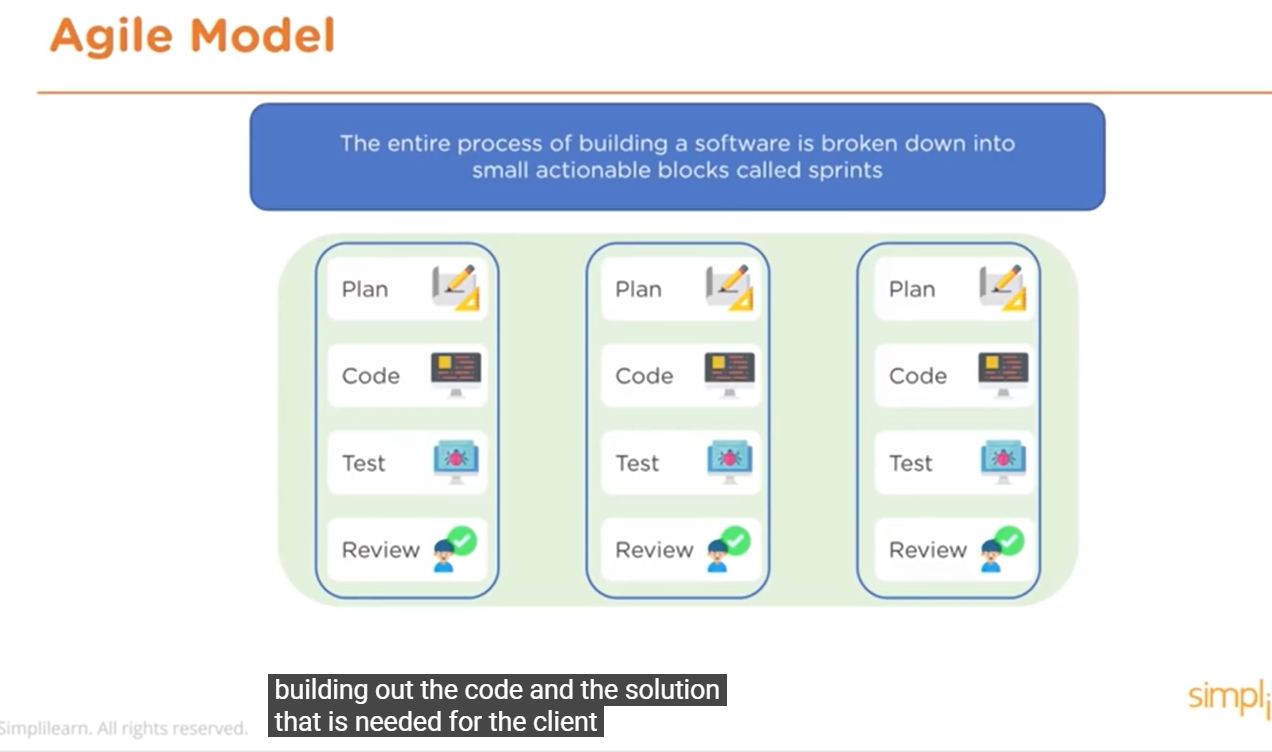 Agile Model
The entire process of building a software is broken down into
small actionable blocks called sprints
Plan
Code
Test
Review
Plan
Code
Test
Review
Plan
Code
Test
Review
building out the code and the solution
that is needed for the client
Simplilearn. All rights reserved.
simpli